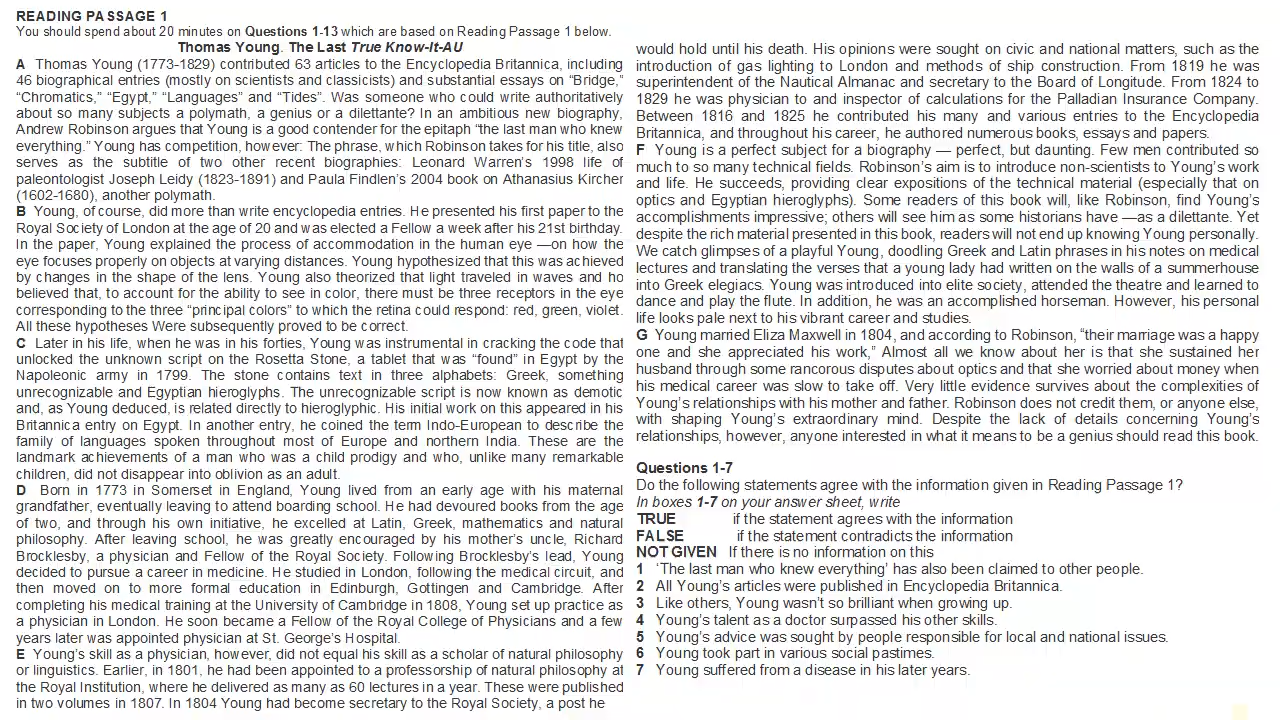 READING PASSAGE 1
You should spend about 20 minutes on Questions 1-13 which are based on Reading Passage 1 below.
Thomas Young. The Last True Know-It-AU
A Thomas Young (1773-1829) contributed 63 articles to the Encyclopedia Britannica, including
46 biographical entries (mostly on scientists and classicists) and substantial essays on "Bridge,"
"Chromatics," "Egypt," "Languages" and "Tides". Was someone who could write authoritatively
about so many subjects a polymath, a genius or a dilettante? In an ambitious new biography,
Andrew Robinson argues that Young is a good contender for the epitaph "the last man who knew
everything." Young has competition, however: The phrase, which Robinson takes for his title, also
serves as the subtitle of two other recent biographies: Leonard Warren's 1998 life of
paleontologist Joseph Leidy (1823-1891) and Paula Findlen's 2004 book on Athanasius Kircher
(1602-1680), another polymath.
B Young, of course, did more than write encyclopedia entries. He presented his first paper to the
Royal Society of London at the age of 20 and was elected a Fellow a week after his 21st birthday.
In the paper, Young explained the process of accommodation in the human eye —on how the
eye focuses properly on objects at varying distances. Young hypothesized that this was achieved
by changes in the shape of the lens. Young also theorized that light traveled in waves and ho
believed that, to account for the ability to see in color, there must be three receptors in the eye
corresponding to the three "principal colors" to which the retina could respond: red, green, violet.
All these hypotheses Were subsequently proved to be correct.
C Later in his life, when he was in his forties, Young was instrumental in cracking the code that
unlocked the unknown script on the Rosetta Stone, a tablet that was "found" in Egypt by the
Napoleonic army in 1799. The stone contains text in three alphabets: Greek, something
unrecognizable and Egyptian hieroglyphs. The unrecognizable script is now known as demotic
and, as Young deduced, is related directly to hieroglyphic. His initial work on this appeared in his
Britannica entry on Egypt. In another entry, he coined the term Indo-European to describe the
family of languages spoken throughout most of Europe and northern India. These are the
landmark achievements of a man who was a child prodigy and who, unlike many remarkable
children, did not disappear into oblivion as an adult.
D Born in 1773 in Somerset in England, Young lived from an early age with his maternal
grandfather, eventually leaving to attend boarding school. He had devoured books from the age
of two, and through his own initiative, he excelled at Latin, Greek, mathematics and natural
philosophy. After leaving school, he was greatly encouraged by his mother's uncle, Richard
Brocklesby, a physician and Fellow of the Royal Society. Following Brocklesby's lead, Young
decided to pursue a career in medicine. He studied in London, following the medical circuit, and
then moved on to more formal education in Edinburgh, Gottingen and Cambridge. After
completing his medical training at the University of Cambridge in 1808, Young set up practice as
a physician in London. He soon became a Fellow of the Royal College of Physicians and a few
years later was appointed physician at St. George's Hospital.
E Young's skill as a physician, however, did not equal his skill as a scholar of natural philosophy
or linguistics. Earlier, in 1801, he had been appointed to a professorship of natural philosophy at
the Royal Institution, where he delivered as many as 60 lectures in a year. These were published
in two volumes in 1807. In 1804 Young had become secretary to the Royal Society, a post he
would hold until his death. His opinions were sought on civic and national matters, such as the
introduction of gas lighting to London and methods of ship construction. From 1819 he was
superintendent of the Nautical Almanac and secretary to the Board of Longitude. From 1824 to
1829 he was physician to and inspector of calculations for the Palladian Insurance Company.
Between 1816 and 1825 he contributed his many and various entries to the Encyclopedia
Britannica, and throughout his career, he authored numerous books, essays and papers.
F Young is a perfect subject for a biography — perfect, but daunting. Few men contributed so
much to so many technical fields. Robinson's aim is to introduce non-scientists to Young's work
and life. He succeeds, providing clear expositions of the technical material (especially that on
optics and Egyptian hieroglyphs). Some readers of this book will, like Robinson, find Young's
accomplishments impressive; others will see him as some historians have —as a dilettante. Yet
despite the rich material presented in this book, readers will not end up knowing Young personally.
We catch glimpses of a playful Young, doodling Greek and Latin phrases in his notes on medical
lectures and translating the verses that a young lady had written on the walls of a summerhouse
into Greek elegiacs. Young was introduced into elite society, attended the theatre and learned to
dance and play the flute. In addition, he was an accomplished horseman. However, his personal
life looks pale next to his vibrant career and studies.
G Young married Eliza Maxwell in 1804, and according to Robinson, "their marriage was a happy
one and she appreciated his work," Almost all we know about her is that she sustained her
husband through some rancorous disputes about optics and that she worried about money when
his medical career was slow to take off. Very little evidence survives about the complexities of
Young's relationships with his mother and father. Robinson does not credit them, or anyone else,
with shaping Young's extraordinary mind. Despite the lack of details concerning Young's
relationships, however, anyone interested in what it means to be a genius should read this book.
Questions 1-7
Do the following statements agree with the information given in Reading Passage 1?
In boxes 1-7 on your answer sheet, write
TRUE if the statement agrees with the information
FALSE if the statement contradicts the information
NOT GIVEN If there is no information on this
1 'The last man who knew everything' has also been claimed to other people.
2 All Young's articles were published in Encyclopedia Britannica.
3 Like others, Young wasn't so brilliant when growing up.
4 Young's talent as a doctor surpassed his other skills.
5 Young's advice was sought by people responsible for local and national issues.
6 Young took part in various social pastimes.
7 Young suffered from a disease in his later years.